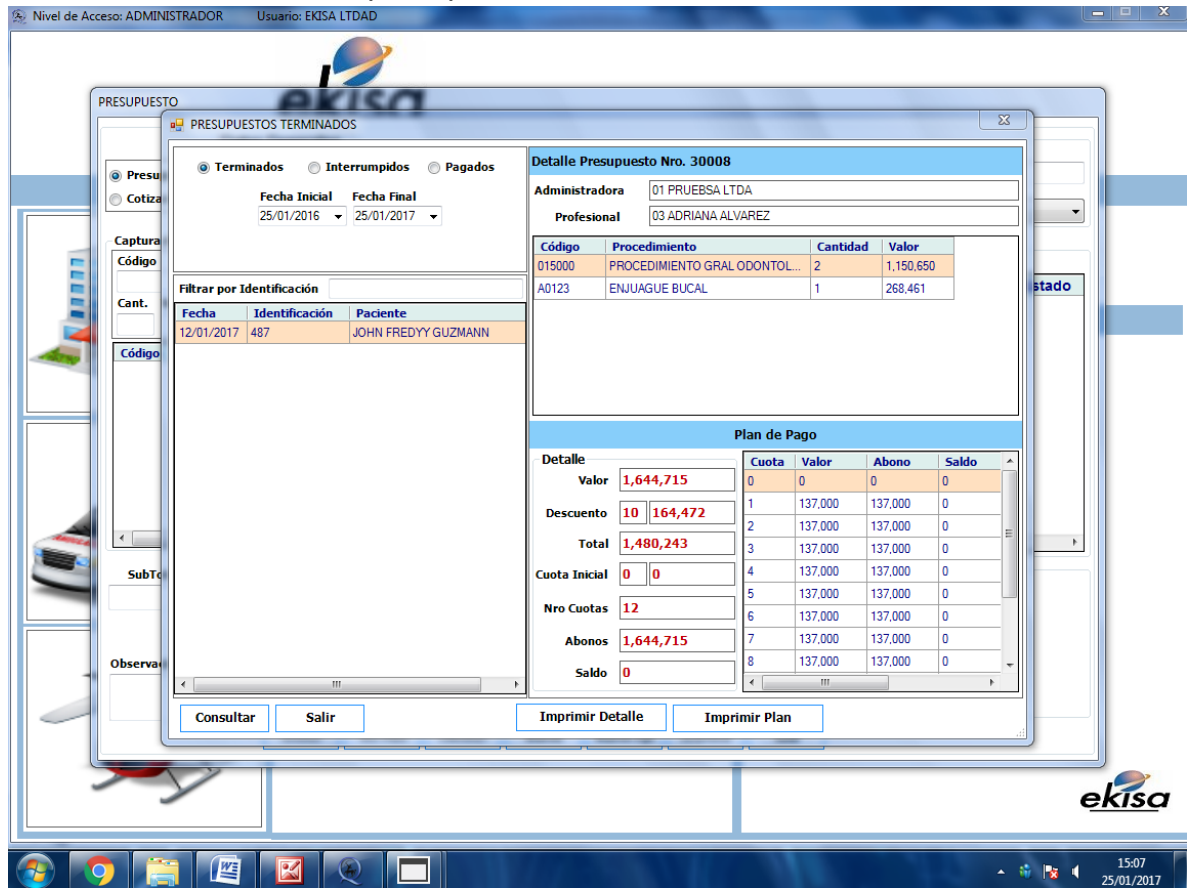 Nivel de Acceso: ADMINISTRADOR Usuario: EKISA LTDAD
ekisa
PRESUPUESTO
PRESUPUESTOS TERMINADOS
Presu
Cotiza
Captura
Código
Cant.
Código
SubTo
Observa
stado
Terminados Interrumpidos Pagados
Fecha Inicial Fecha Final
25/01/2016 25/01/2017
Filtrar por Identificación
Fecha Identificación Paciente
12/01/2017 487 JOHN FREDYY GUZMANN
Consultar Salir
Detalle Presupuesto Nro. 30008
Administradora 01 PRUEBSA LTDA
Profesional 03 ADRIANA ALVAREZ
Código Procedimiento Cantidad Valor
015000 PROCEDIMIENTO GRAL ODONTOL... 2 1,150,650
A0123 ENJUAGUE BUCAL 1 268,461
Plan de Pago
Detalle
Valor 1,644,715
Descuento 10 164,472
Total 1,480,243
Cuota Inicial 0 0
Nro Cuotas 12
Abonos 1,644,715
Saldo 0
Cuota Valor Abono Saldo
0 0 0 0
1 137,000 137,000 0
2 137,000 137,000 0
3 137,000 137,000 0
4 137,000 137,000 0
5 137,000 137,000 0
6 137,000 137,000 0
7 137,000 137,000 0
8 137,000 137,000 0
Imprimir Detalle Imprimir Plan
ekisa
15:07
25/01/2017